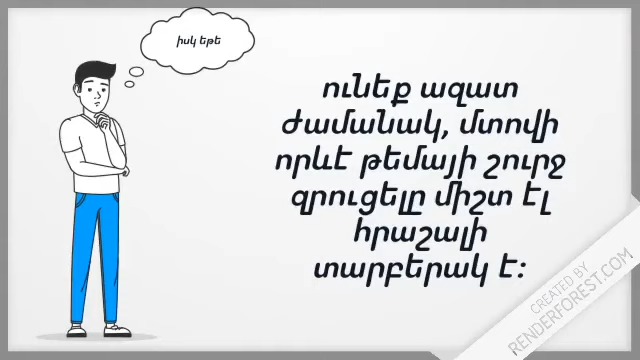 իսկ եթե
ունեք ազատ
ժամանակ, մտովի
որևէ թեմայի շուրջ
զրուցելը միշտ էլ
հրաշալի
տարբերակ է:
CREATED BY
RENDERFOREST.COM